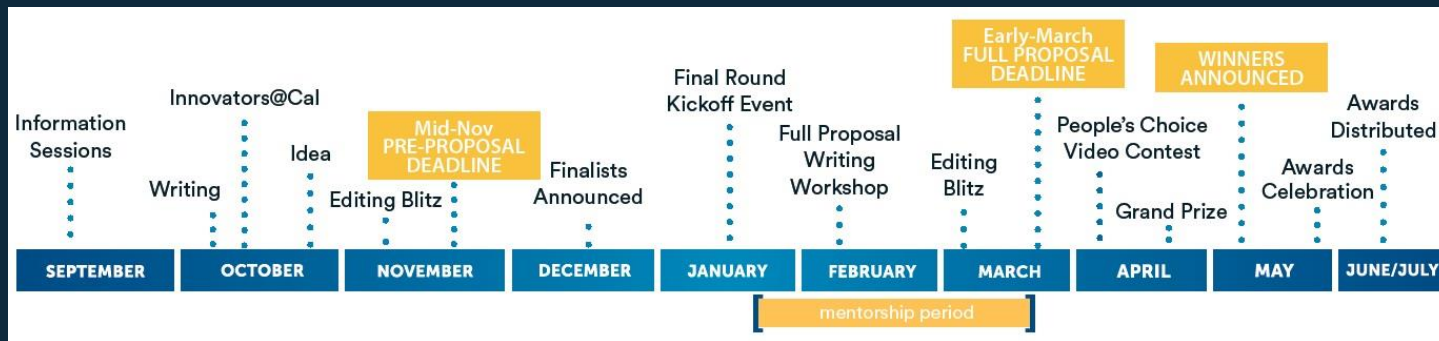 Information
Sessions
Writing
Innovators@Cal
Idea
Editing Blitz
Mid-Nov
PRE-PROPOSAL
DEADLINE
Finalists
Announced
Final Round
Kickoff Event
Full Proposal
Writing
Workshop
Editing
Blitz
Early-March
FULL PROPOSAL
DEADLINE
People's Choice
Video Contest
Grand Prize
WINNERS
ANNOUNCED
Awards
Celebration
Awards
Distributed
SEPTEMBER
OCTOBER
NOVEMBER
DECEMBER
JANUARY
FEBRUARY
MARCH
APRIL
MAY
JUNE/JULY
mentorship period